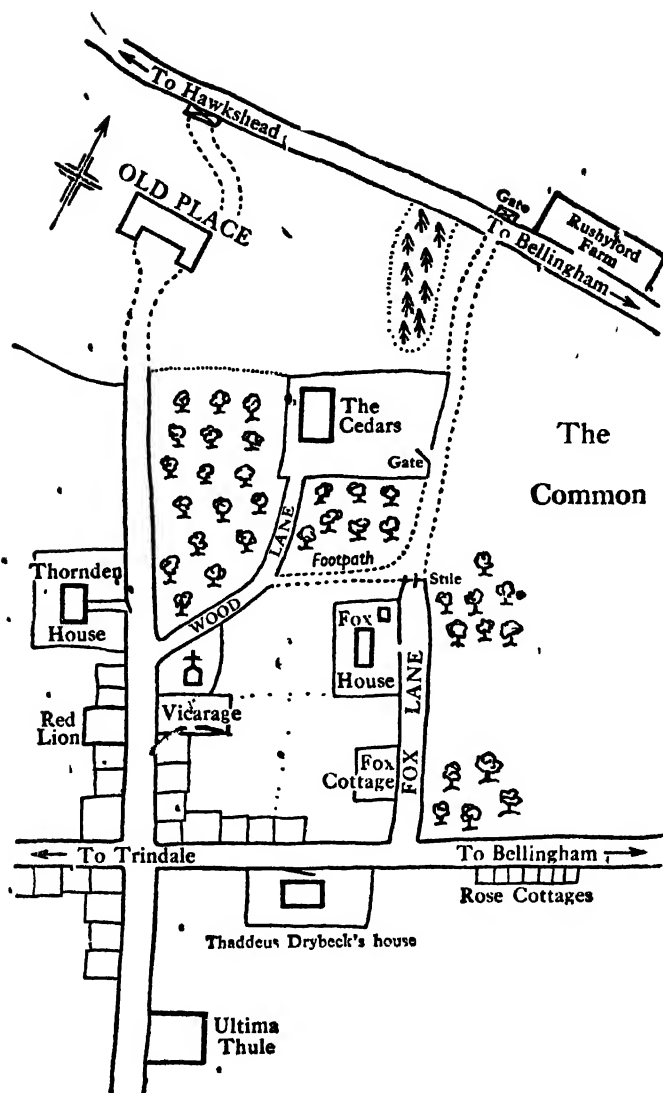 To Hawkshead
OLD PLACE
Gate
To Bellingham
Rushyford
Farm
The
Cedars
The
Common
Gate
LANE
Footpath
Stile
WOOD
Thornden
House
Fox
House
FOX LANE
Vicarage
Red
Lion
Fox
Cottage
To Trindale
To Bellingham
Rose Cottages
Thaddeus Drybeck's house
Ultima
Thule